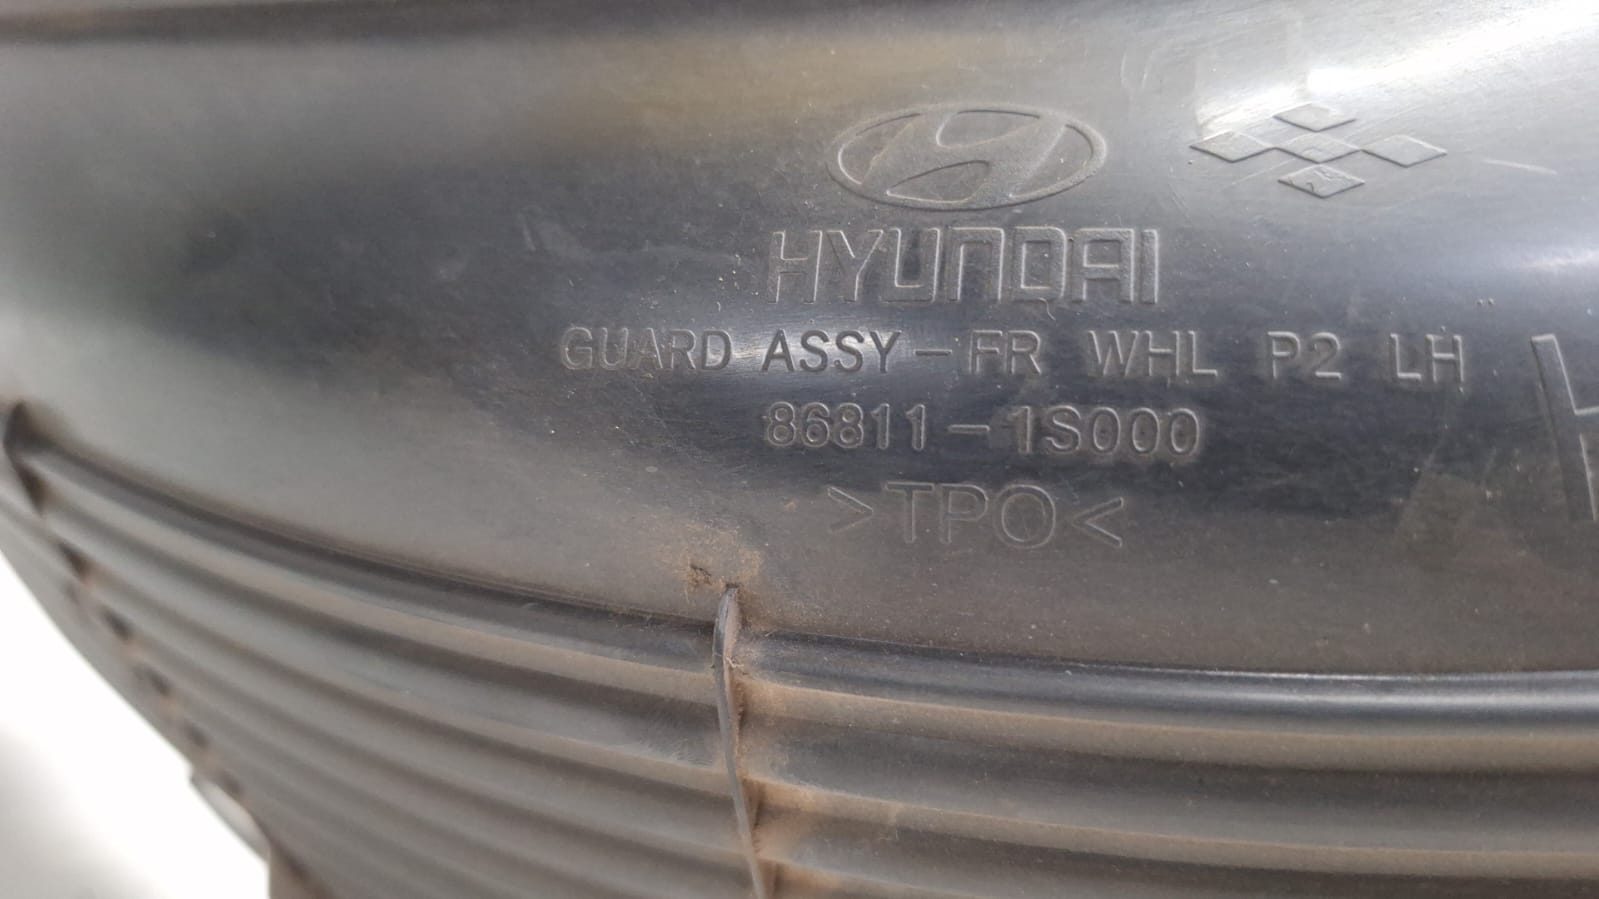 HYUNDAI
GUARD ASSY-FR WHL P2 LH
86811-1S000
>TPO<